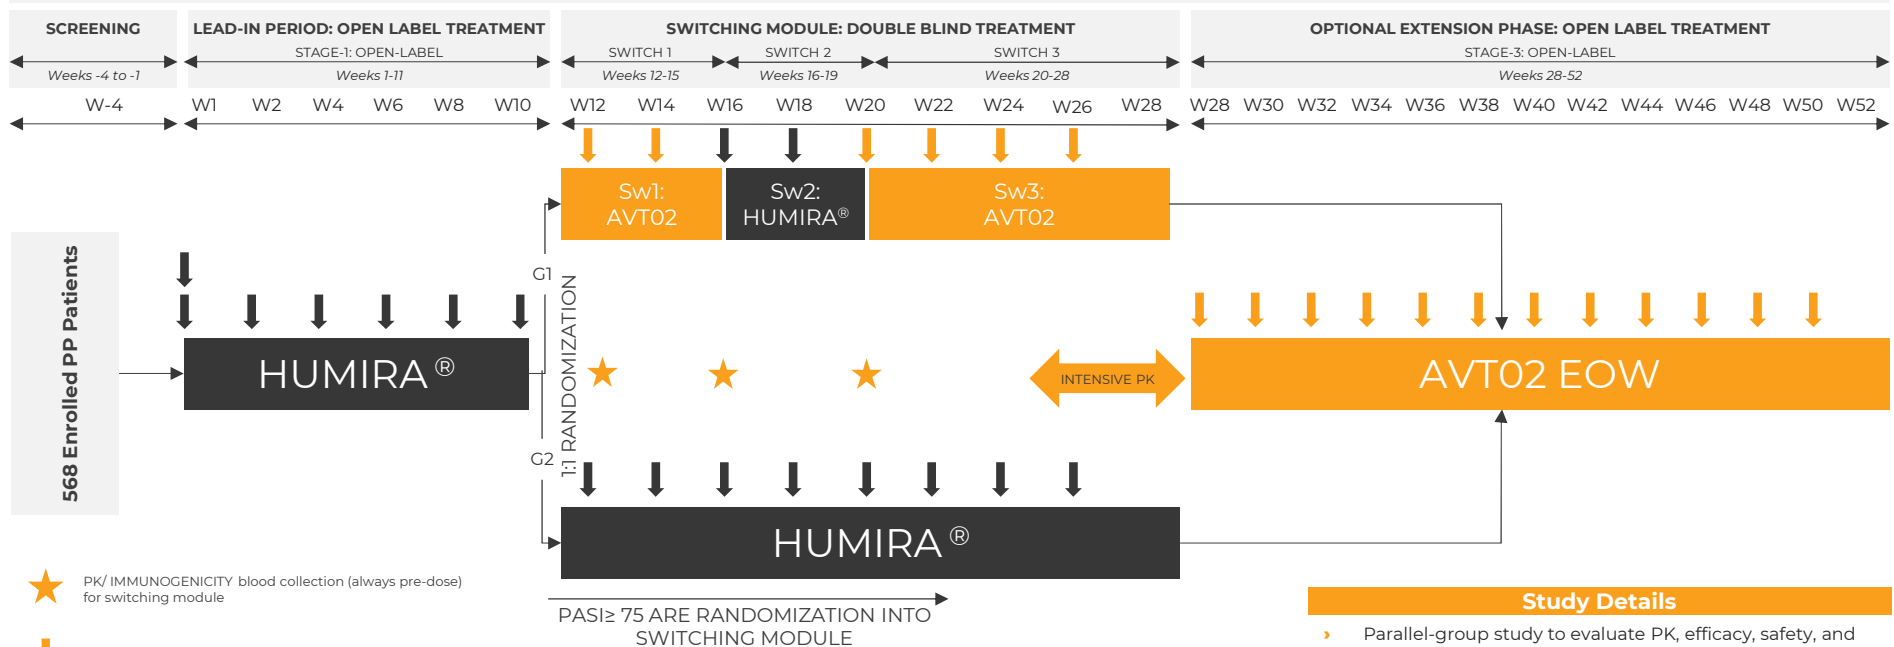 SCREENING
Weeks -4 to -1
LEAD-IN PERIOD: OPEN LABEL TREATMENT
STAGE-1: OPEN-LABEL
Weeks 1-11
SWITCHING MODULE: DOUBLE BLIND TREATMENT
SWITCH 1 SWITCH 2 SWITCH 3
Weeks 12-15 Weeks 16-19 Weeks 20-28
OPTIONAL EXTENSION PHASE: OPEN LABEL TREATMENT
STAGE-3: OPEN-LABEL
Weeks 28-52
W-4 W1 W2 W4 W6 W8 W10 W12 W14 W16 W18 W20 W22 W24 W26 W28 W28 W30 W32 W34 W36 W38 W40 W42 W44 W46 W48 W50 W52
Sw1:
AVT02
Sw2:
HUMIRA®
Sw3:
AVT02
568 Enrolled PP Patients
HUMIRA ®
G1
G2
1:1 RANDOMIZATION
INTENSIVE PK
AVT02 EOW
HUMIRA ®
PK/ IMMUNOGENICITY blood collection (always pre-dose)
for switching module
PASI≥ 75 ARE RANDOMIZATION INTO
SWITCHING MODULE
Study Details
› Parallel-group study to evaluate PK, efficacy, safety, and